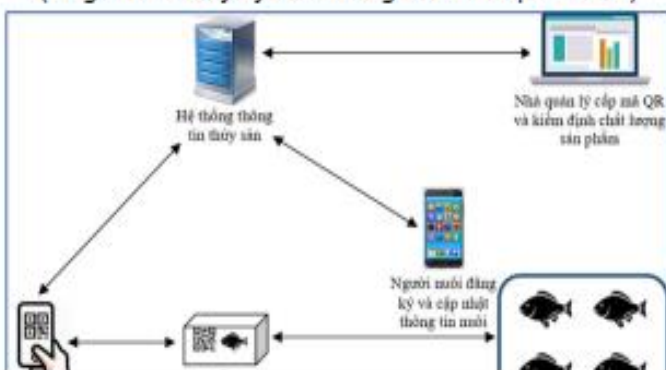 Hệ thống thông
tin thủy sản
Nhà quản lý cấp mã QR
và kiểm định chất lượng
sản phẩm
Người nuôi đăng
ký và cập nhật
thông tin nuôi